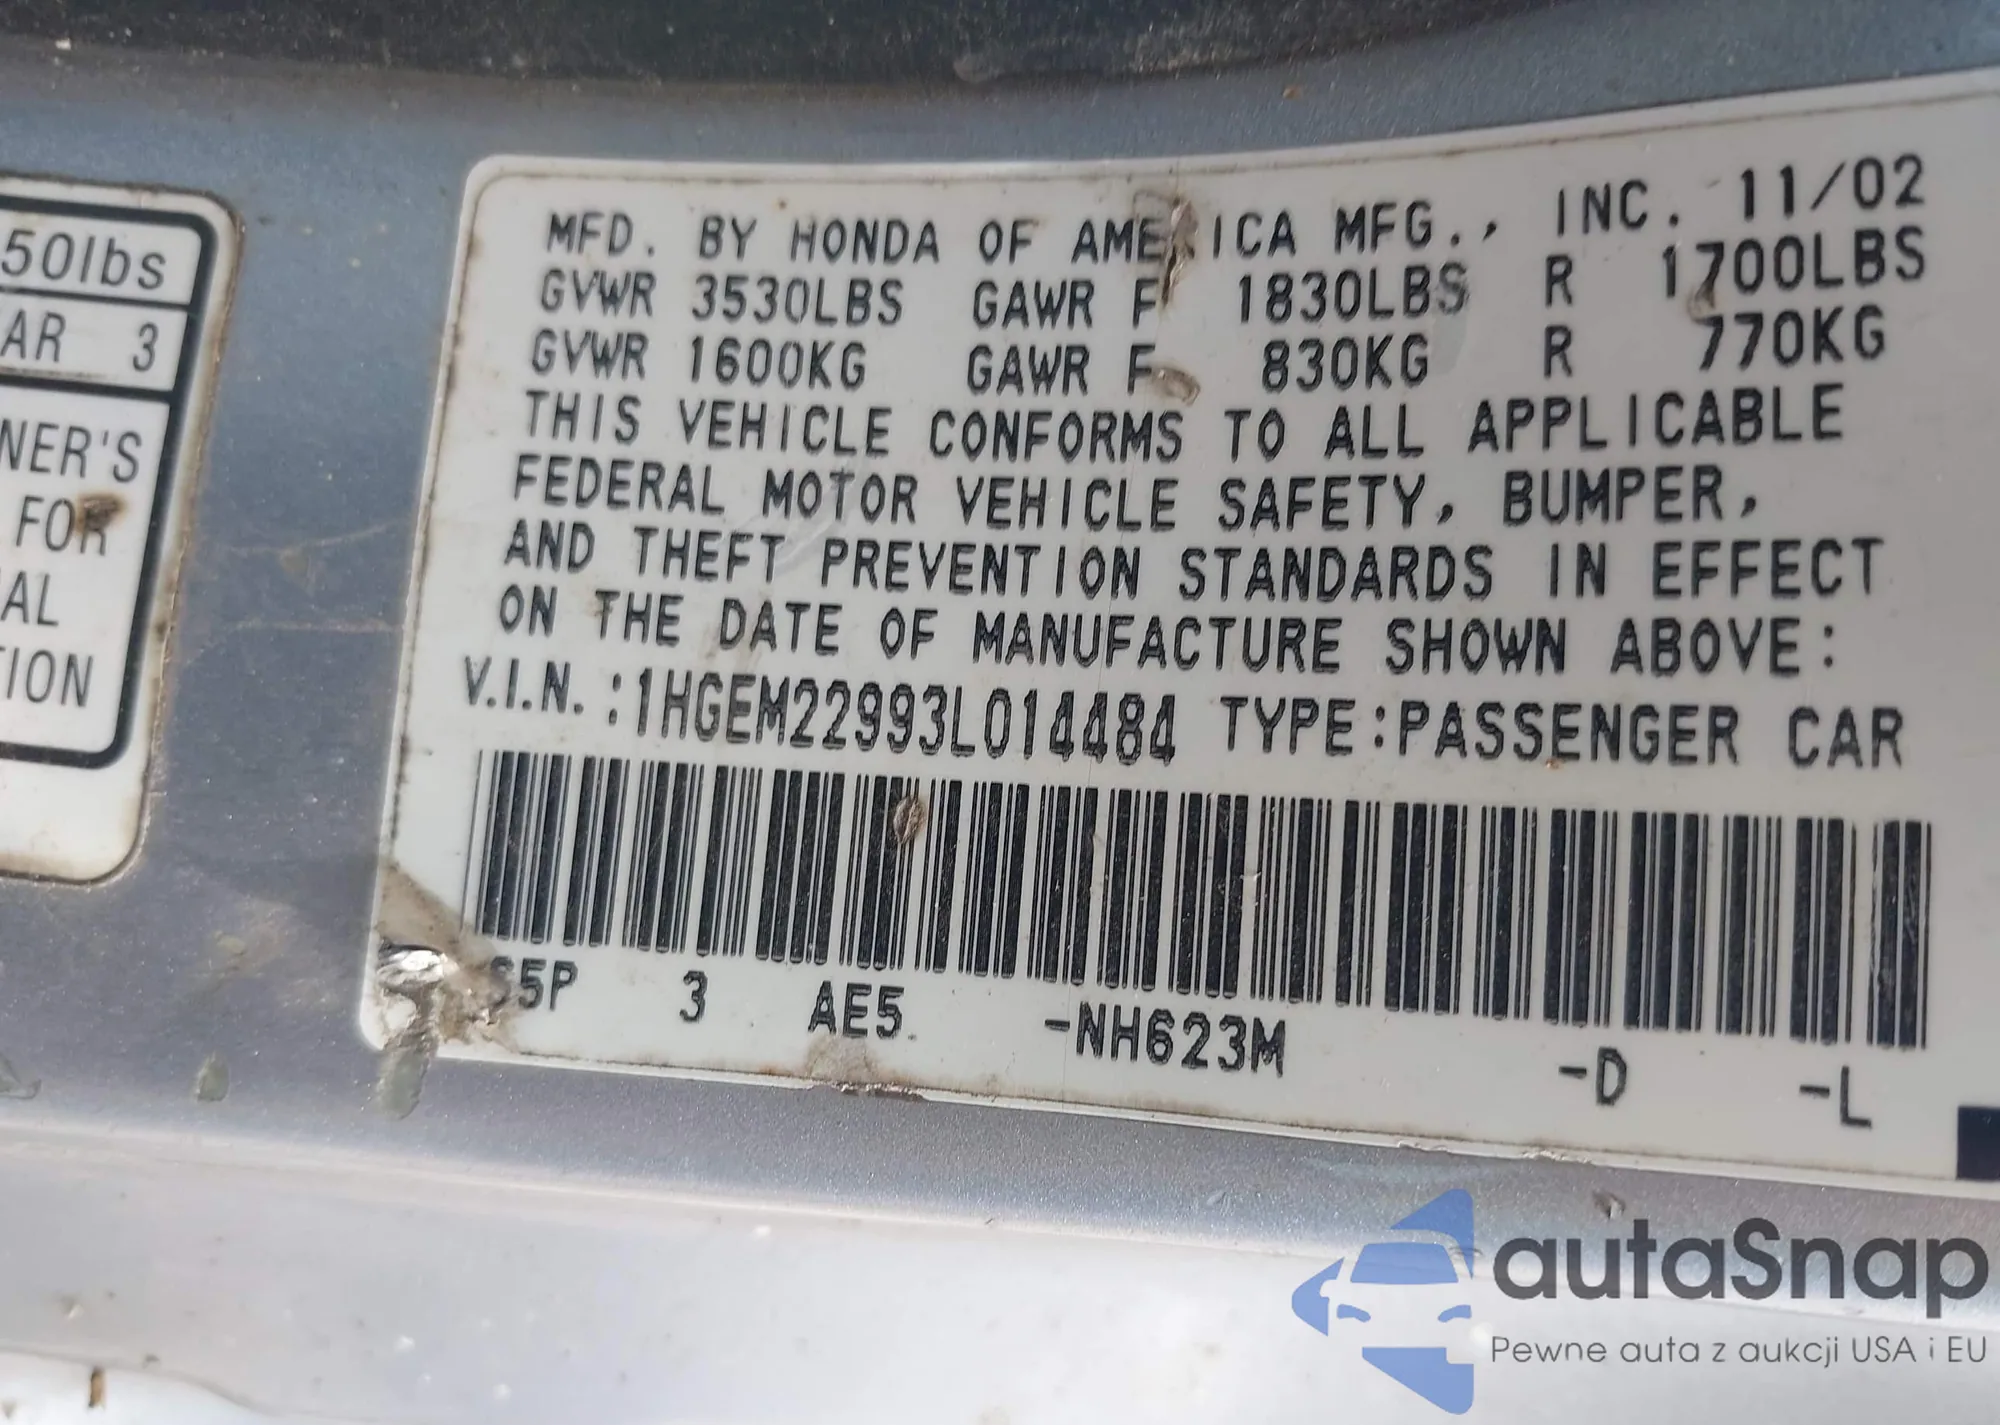 50lbs
AR 3
NER'S
FOR
AL
TION
MFD. BY HONDA OF AMERICA MFG., INC. 11/02
GVWR 3530LBS GAWR F 1830LBS R 1700LBS
GVWR 1600KG GAWR F 830KG R 770KG
THIS VEHICLE CONFORMS TO ALL APPLICABLE
FEDERAL MOTOR VEHICLE SAFETY, BUMPER,
AND THEFT PREVENTION STANDARDS IN EFFECT
ON THE DATE OF MANUFACTURE SHOWN ABOVE:
V.I.N.:1HGEM22993L014484 TYPE:PASSENGER CAR
S5P 3 AE5 -NH623M -D -L
autaSnap
Pewne auta z aukcji USA i EU